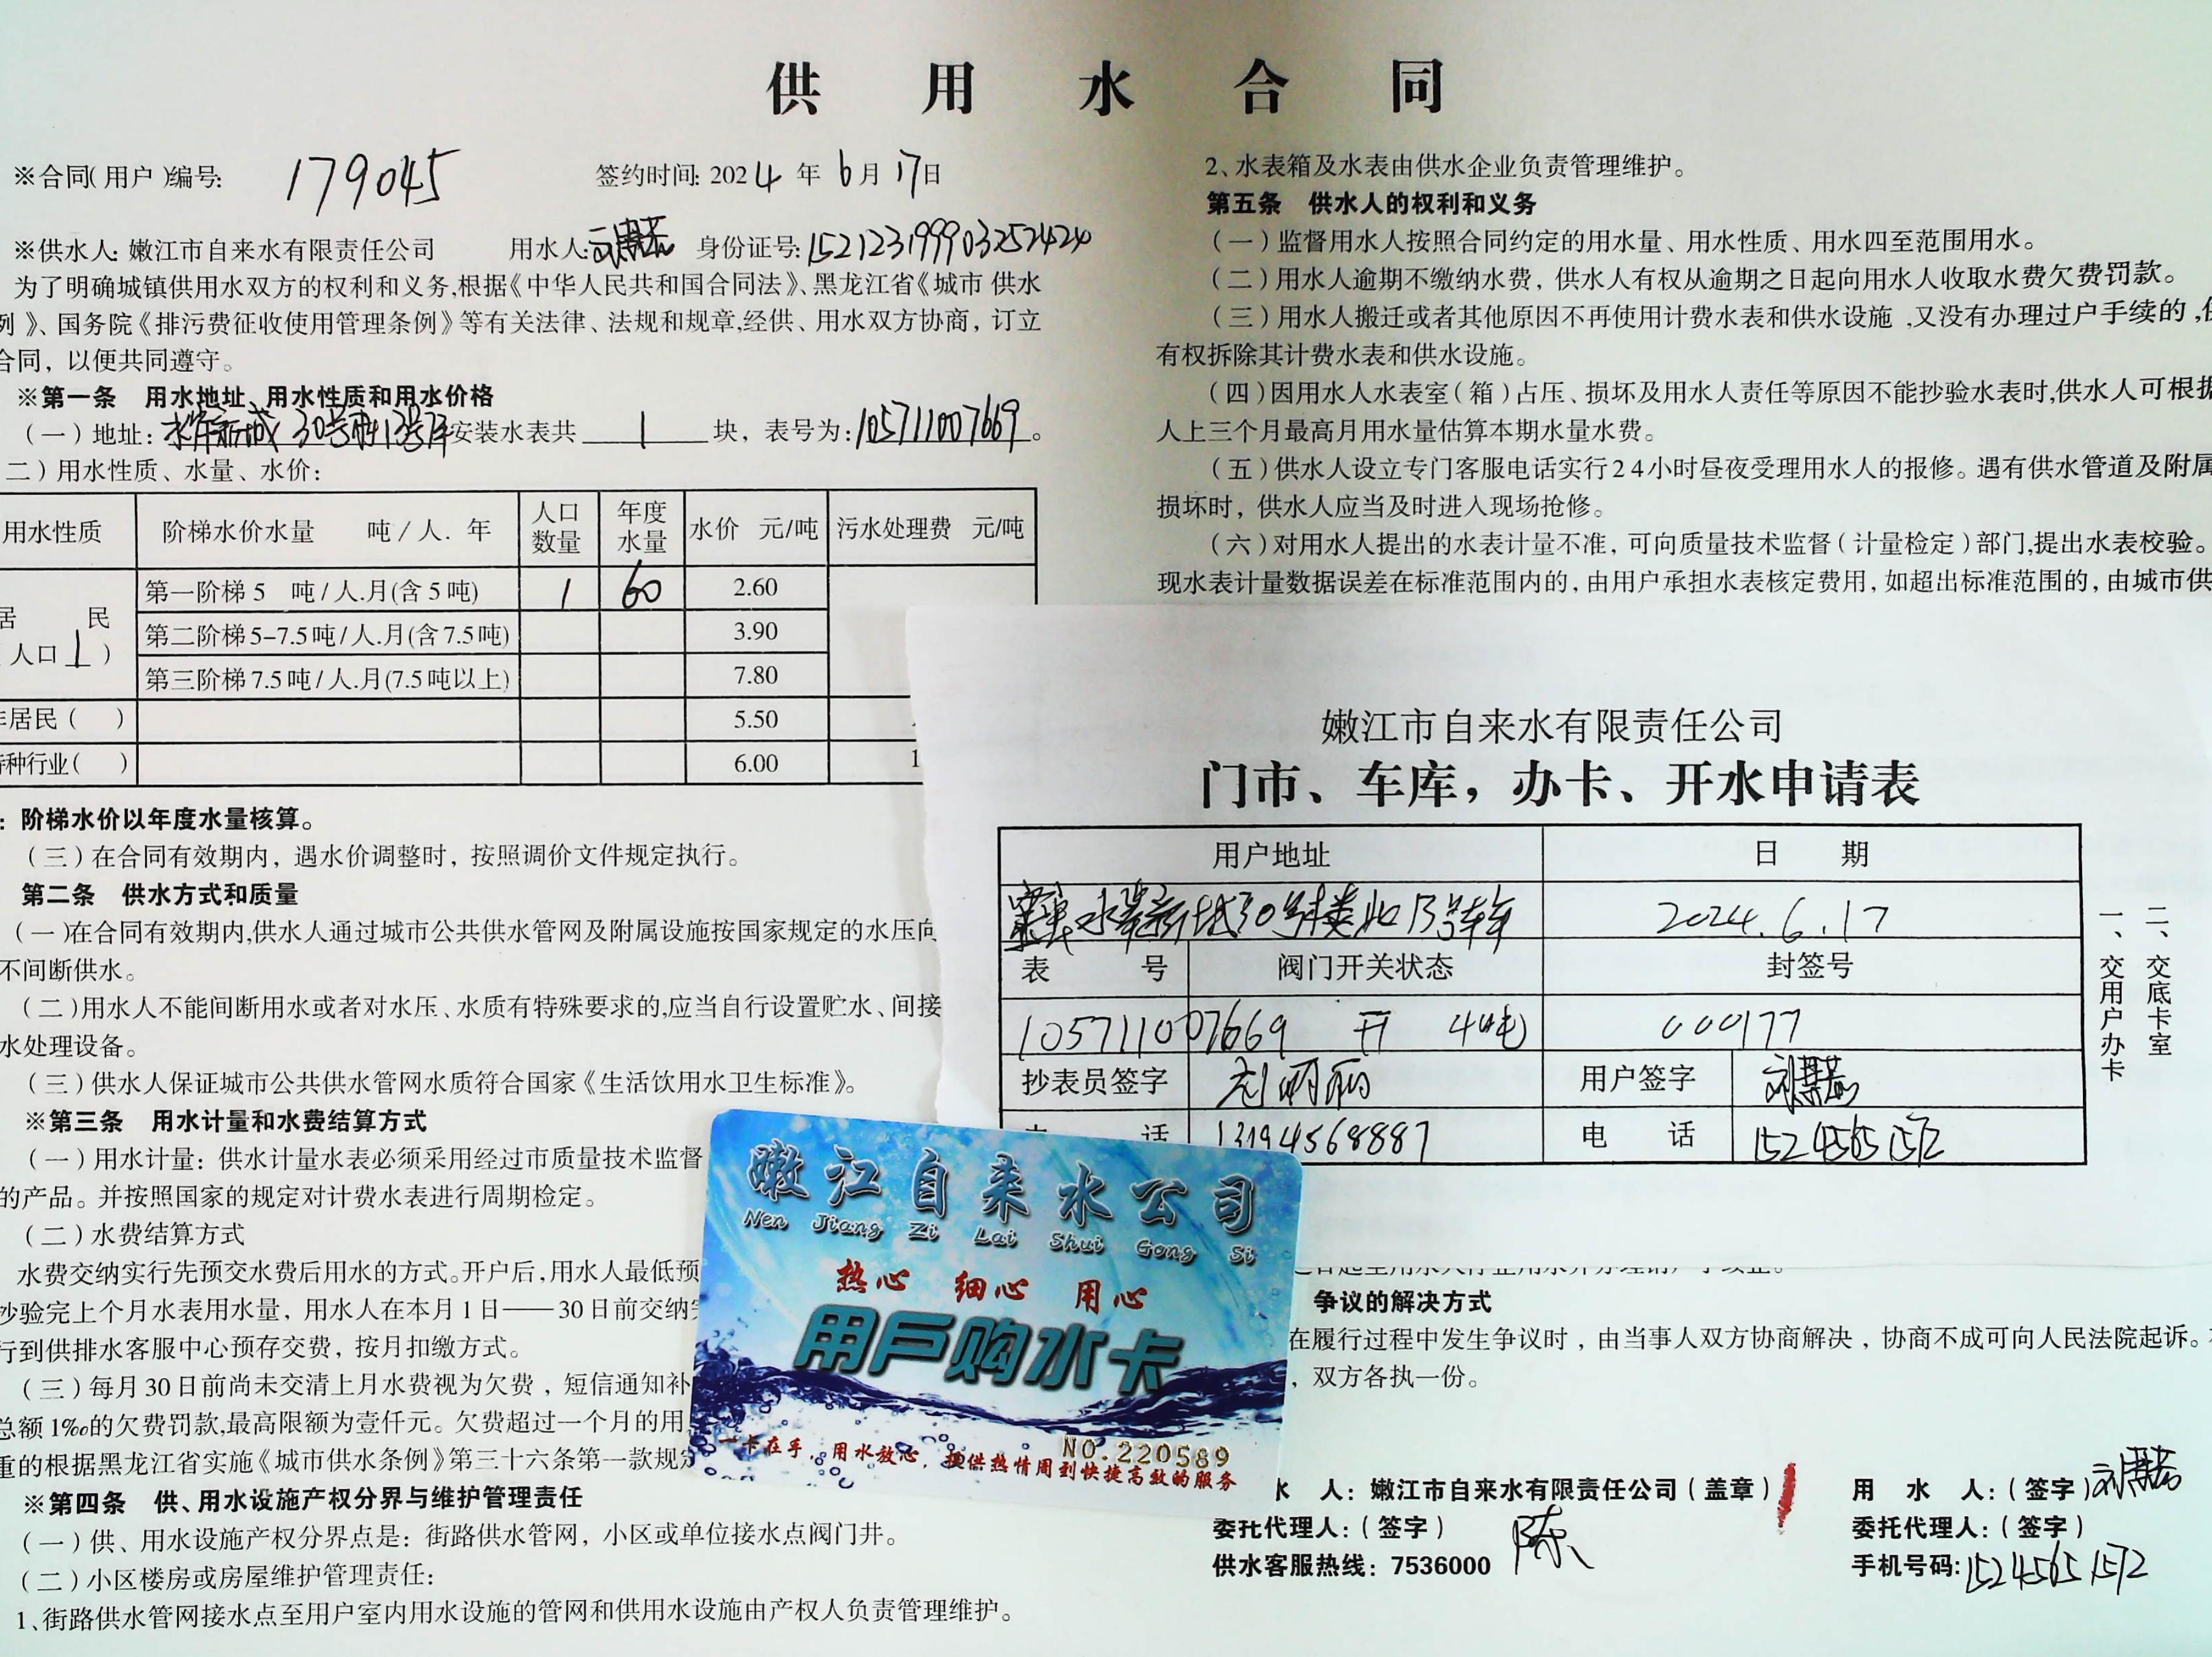 供用水合同
※合同(用户)编号: 179045 签约时间: 2024年6月17日
※供水人: 嫩江市自来水有限责任公司 用水人: 刘 身份证号: 152123199903252424
为了明确城镇供用水双方的权利和义务,根据《中华人民共和国合同法》、黑龙江省《城市 供水
例》、国务院《排污费征收使用管理条例》等有关法律、法规和规章,经供、用水双方协商，订立
合同，以便共同遵守。
※第一条 用水地址、用水性质和用水价格
（一）地址: 水岸新城30号 13号库 安装水表共 1 块，表号为: 105711007669。
二）用水性质、水量、水价:
用水性质 阶梯水价水量 吨/人.年 人口数量 年度水量 水价 元/吨 污水处理费 元/吨
居民 人口 1 ）
第一阶梯 5 吨/人.月(含 5 吨) 1 60 2.60
第二阶梯 5-7.5 吨/人.月(含 7.5 吨) 3.90
第三阶梯 7.5 吨/人.月(7.5 吨以上) 7.80
居民（ ） 5.50
种行业( ) 6.00 1
: 阶梯水价以年度水量核算。
（三）在合同有效期内，遇水价调整时，按照调价文件规定执行。
第二条 供水方式和质量
（一)在合同有效期内,供水人通过城市公共供水管网及附属设施按国家规定的水压向
不间断供水。
（二)用水人不能间断用水或者对水压、水质有特殊要求的,应当自行设置贮水、间接
水处理设备。
（三）供水人保证城市公共供水管网水质符合国家《生活饮用水卫生标准》。
※第三条 用水计量和水费结算方式
（一）用水计量: 供水计量水表必须采用经过市质量技术监督
的产品。并按照国家的规定对计费水表进行周期检定。
（二）水费结算方式
水费交纳实行先预交水费后用水的方式。开户后,用水人最低预
抄验完上个月水表用水量，用水人在本月1日——30日前交纳
行到供排水客服中心预存交费，按月扣缴方式。
（三）每月30日前尚未交清上月水费视为欠费，短信通知补
总额1‰的欠费罚款,最高限额为壹仟元。欠费超过一个月的用
重的根据黑龙江省实施《城市供水条例》第三十六条第一款规
※第四条 供、用水设施产权分界与维护管理责任
（一）供、用水设施产权分界点是: 街路供水管网，小区或单位接水点阀门井。
（二）小区楼房或房屋维护管理责任:
1、街路供水管网接水点至用户室内用水设施的管网和供用水设施由产权人负责管理维护。
2、水表箱及水表由供水企业负责管理维护。
第五条 供水人的权利和义务
（一）监督用水人按照合同约定的用水量、用水性质、用水四至范围用水。
（二）用水人逾期不缴纳水费，供水人有权从逾期之日起向用水人收取水费欠费罚款。
（三）用水人搬迁或者其他原因不再使用计费水表和供水设施,又没有办理过户手续的,
有权拆除其计费水表和供水设施。
（四）因用水人水表室（箱）占压、损坏及用水人责任等原因不能抄验水表时,供水人可根据
人上三个月最高月用水量估算本期水量水费。
（五）供水人设立专门客服电话实行24小时昼夜受理用水人的报修。遇有供水管道及附属
损坏时，供水人应当及时进入现场抢修。
（六）对用水人提出的水表计量不准，可向质量技术监督（计量检定）部门,提出水表校验。
现水表计量数据误差在标准范围内的,由用户承担水表核定费用,如超出标准范围的,由城市供
嫩江市自来水有限责任公司
门市、车库，办卡、开水申请表
用户地址 日期
水岸新城30号楼北13号车库 2024.6.17
表号 阀门开关状态 封签号
105711007669 开 4吨 000177
抄表员签字 用户签字 刘
话 13194568887 电话 15245651572
一、交用户办卡
二、交底卡室
嫩江自来水公司
Nen Jiang Zi Lai Shui Gong Si
热心 细心 用心
用户购水卡
NO.220589
一卡在手，用水放心，提供热情周到快捷高效的服务
争议的解决方式
在履行过程中发生争议时，由当事人双方协商解决，协商不成可向人民法院起诉。
，双方各执一份。
水 人: 嫩江市自来水有限责任公司（盖章） 用 水 人:（签字）刘
委托代理人:（签字） 陈 委托代理人:（签字）
供水客服热线: 7536000 手机号码: 15245651572